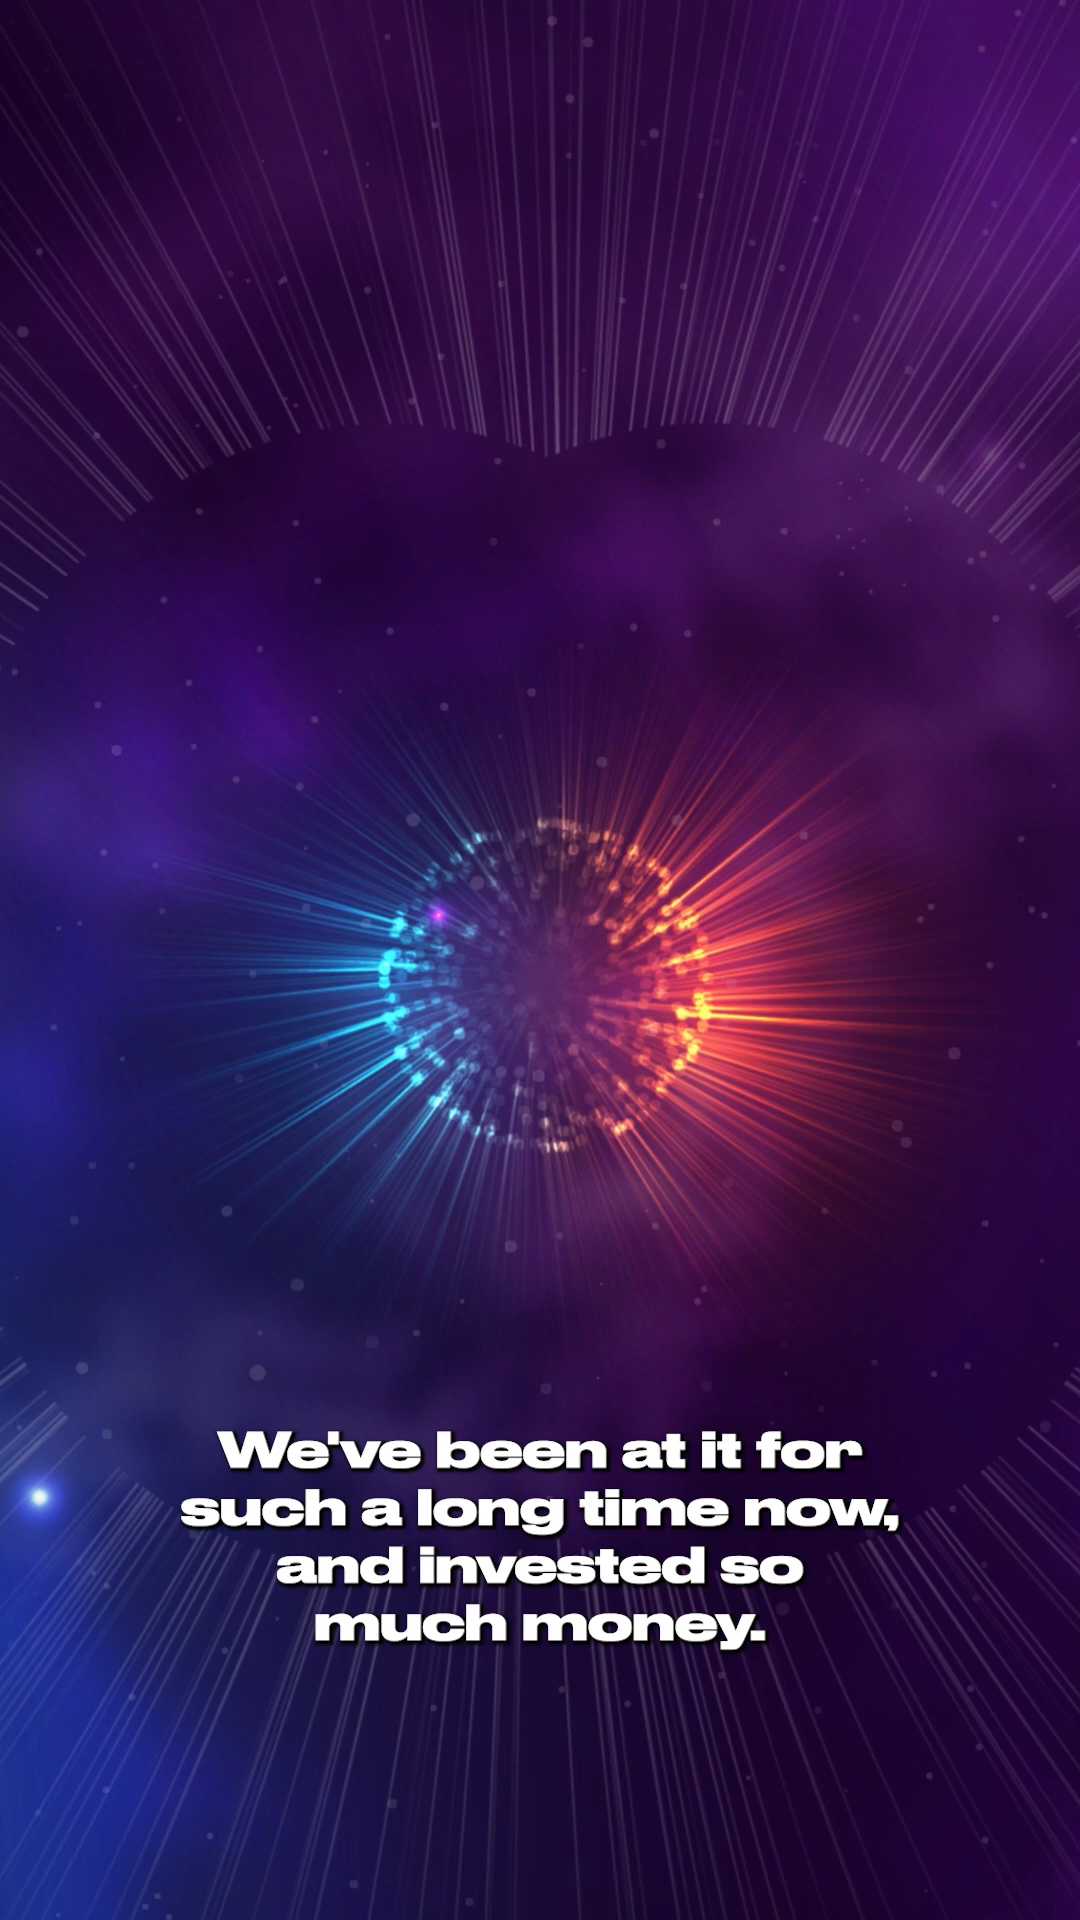 We've been at it for
such a long time now,
and invested so
much money.